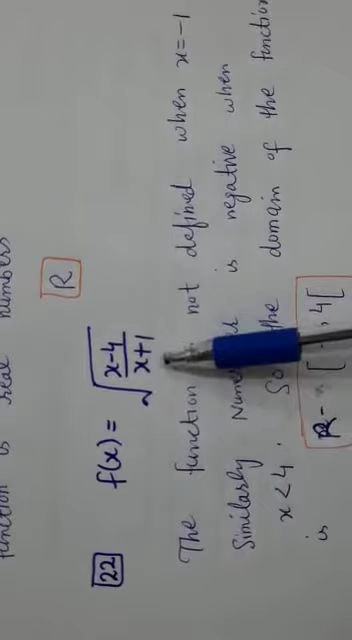 function is real numbers
R
22 f(x) = √(x-4/x+1)
The function not defined when x=-1
Similarly is negative when
x<4. So the domain of the function
is R-[ , 4[